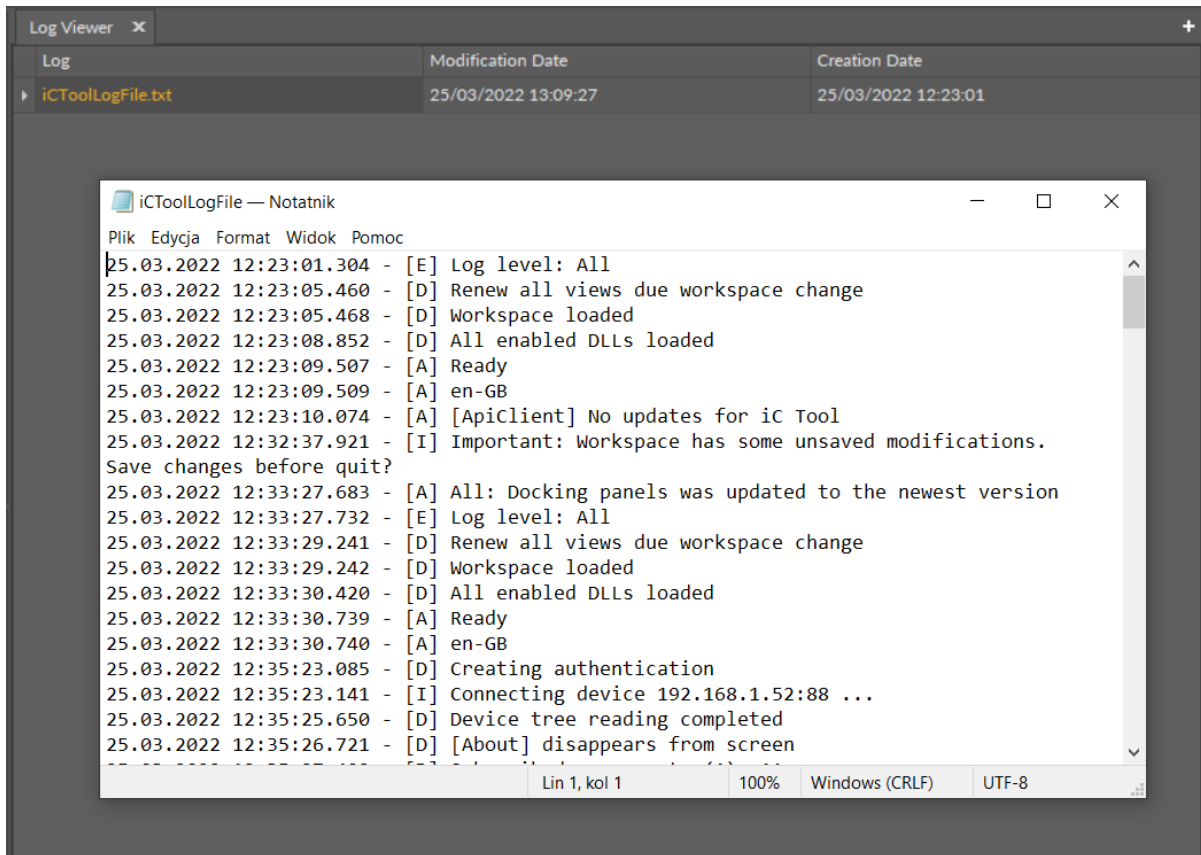 Log Viewer
Log Modification Date Creation Date
iCToolLogFile.txt 25/03/2022 13:09:27 25/03/2022 12:23:01
iCToolLogFile — Notatnik
Plik Edycja Format Widok Pomoc
25.03.2022 12:23:01.304 - [E] Log level: All
25.03.2022 12:23:05.460 - [D] Renew all views due workspace change
25.03.2022 12:23:05.468 - [D] Workspace loaded
25.03.2022 12:23:08.852 - [D] All enabled DLLs loaded
25.03.2022 12:23:09.507 - [A] Ready
25.03.2022 12:23:09.509 - [A] en-GB
25.03.2022 12:23:10.074 - [A] [ApiClient] No updates for iC Tool
25.03.2022 12:32:37.921 - [I] Important: Workspace has some unsaved modifications.
Save changes before quit?
25.03.2022 12:33:27.683 - [A] All: Docking panels was updated to the newest version
25.03.2022 12:33:27.732 - [E] Log level: All
25.03.2022 12:33:29.241 - [D] Renew all views due workspace change
25.03.2022 12:33:29.242 - [D] Workspace loaded
25.03.2022 12:33:30.420 - [D] All enabled DLLs loaded
25.03.2022 12:33:30.739 - [A] Ready
25.03.2022 12:33:30.740 - [A] en-GB
25.03.2022 12:35:23.085 - [D] Creating authentication
25.03.2022 12:35:23.141 - [I] Connecting device 192.168.1.52:88 ...
25.03.2022 12:35:25.650 - [D] Device tree reading completed
25.03.2022 12:35:26.721 - [D] [About] disappears from screen
Lin 1, kol 1 100% Windows (CRLF) UTF-8